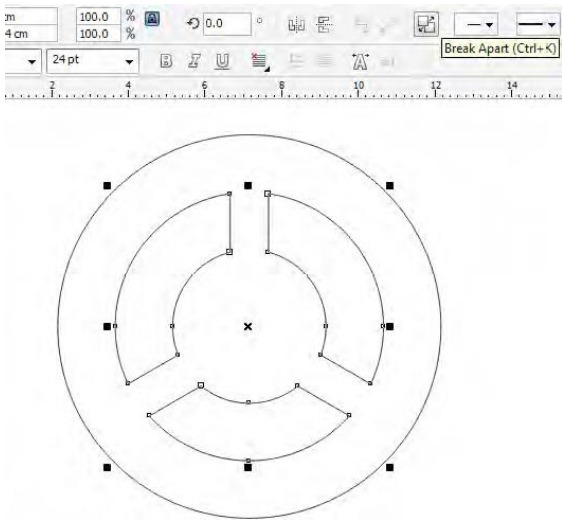 cm 100.0 % 0.0 °
4 cm 100.0 %
Break Apart (Ctrl+K)
24 pt B I U A
2 4 6 8 10 12 14